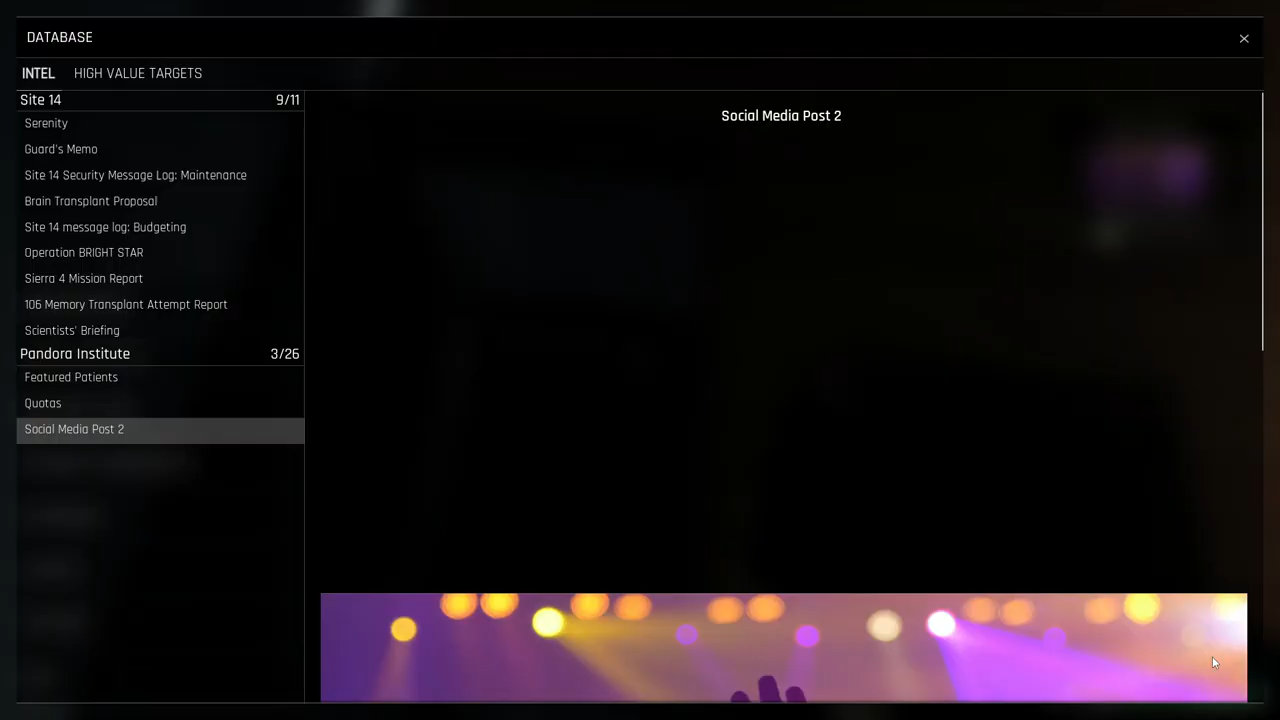 DATABASE
INTEL HIGH VALUE TARGETS
Site 14 9/11
Serenity
Guard's Memo
Site 14 Security Message Log: Maintenance
Brain Transplant Proposal
Site 14 message log: Budgeting
Operation BRIGHT STAR
Sierra 4 Mission Report
106 Memory Transplant Attempt Report
Scientists' Briefing
Pandora Institute 3/26
Featured Patients
Quotas
Social Media Post 2
Social Media Post 2